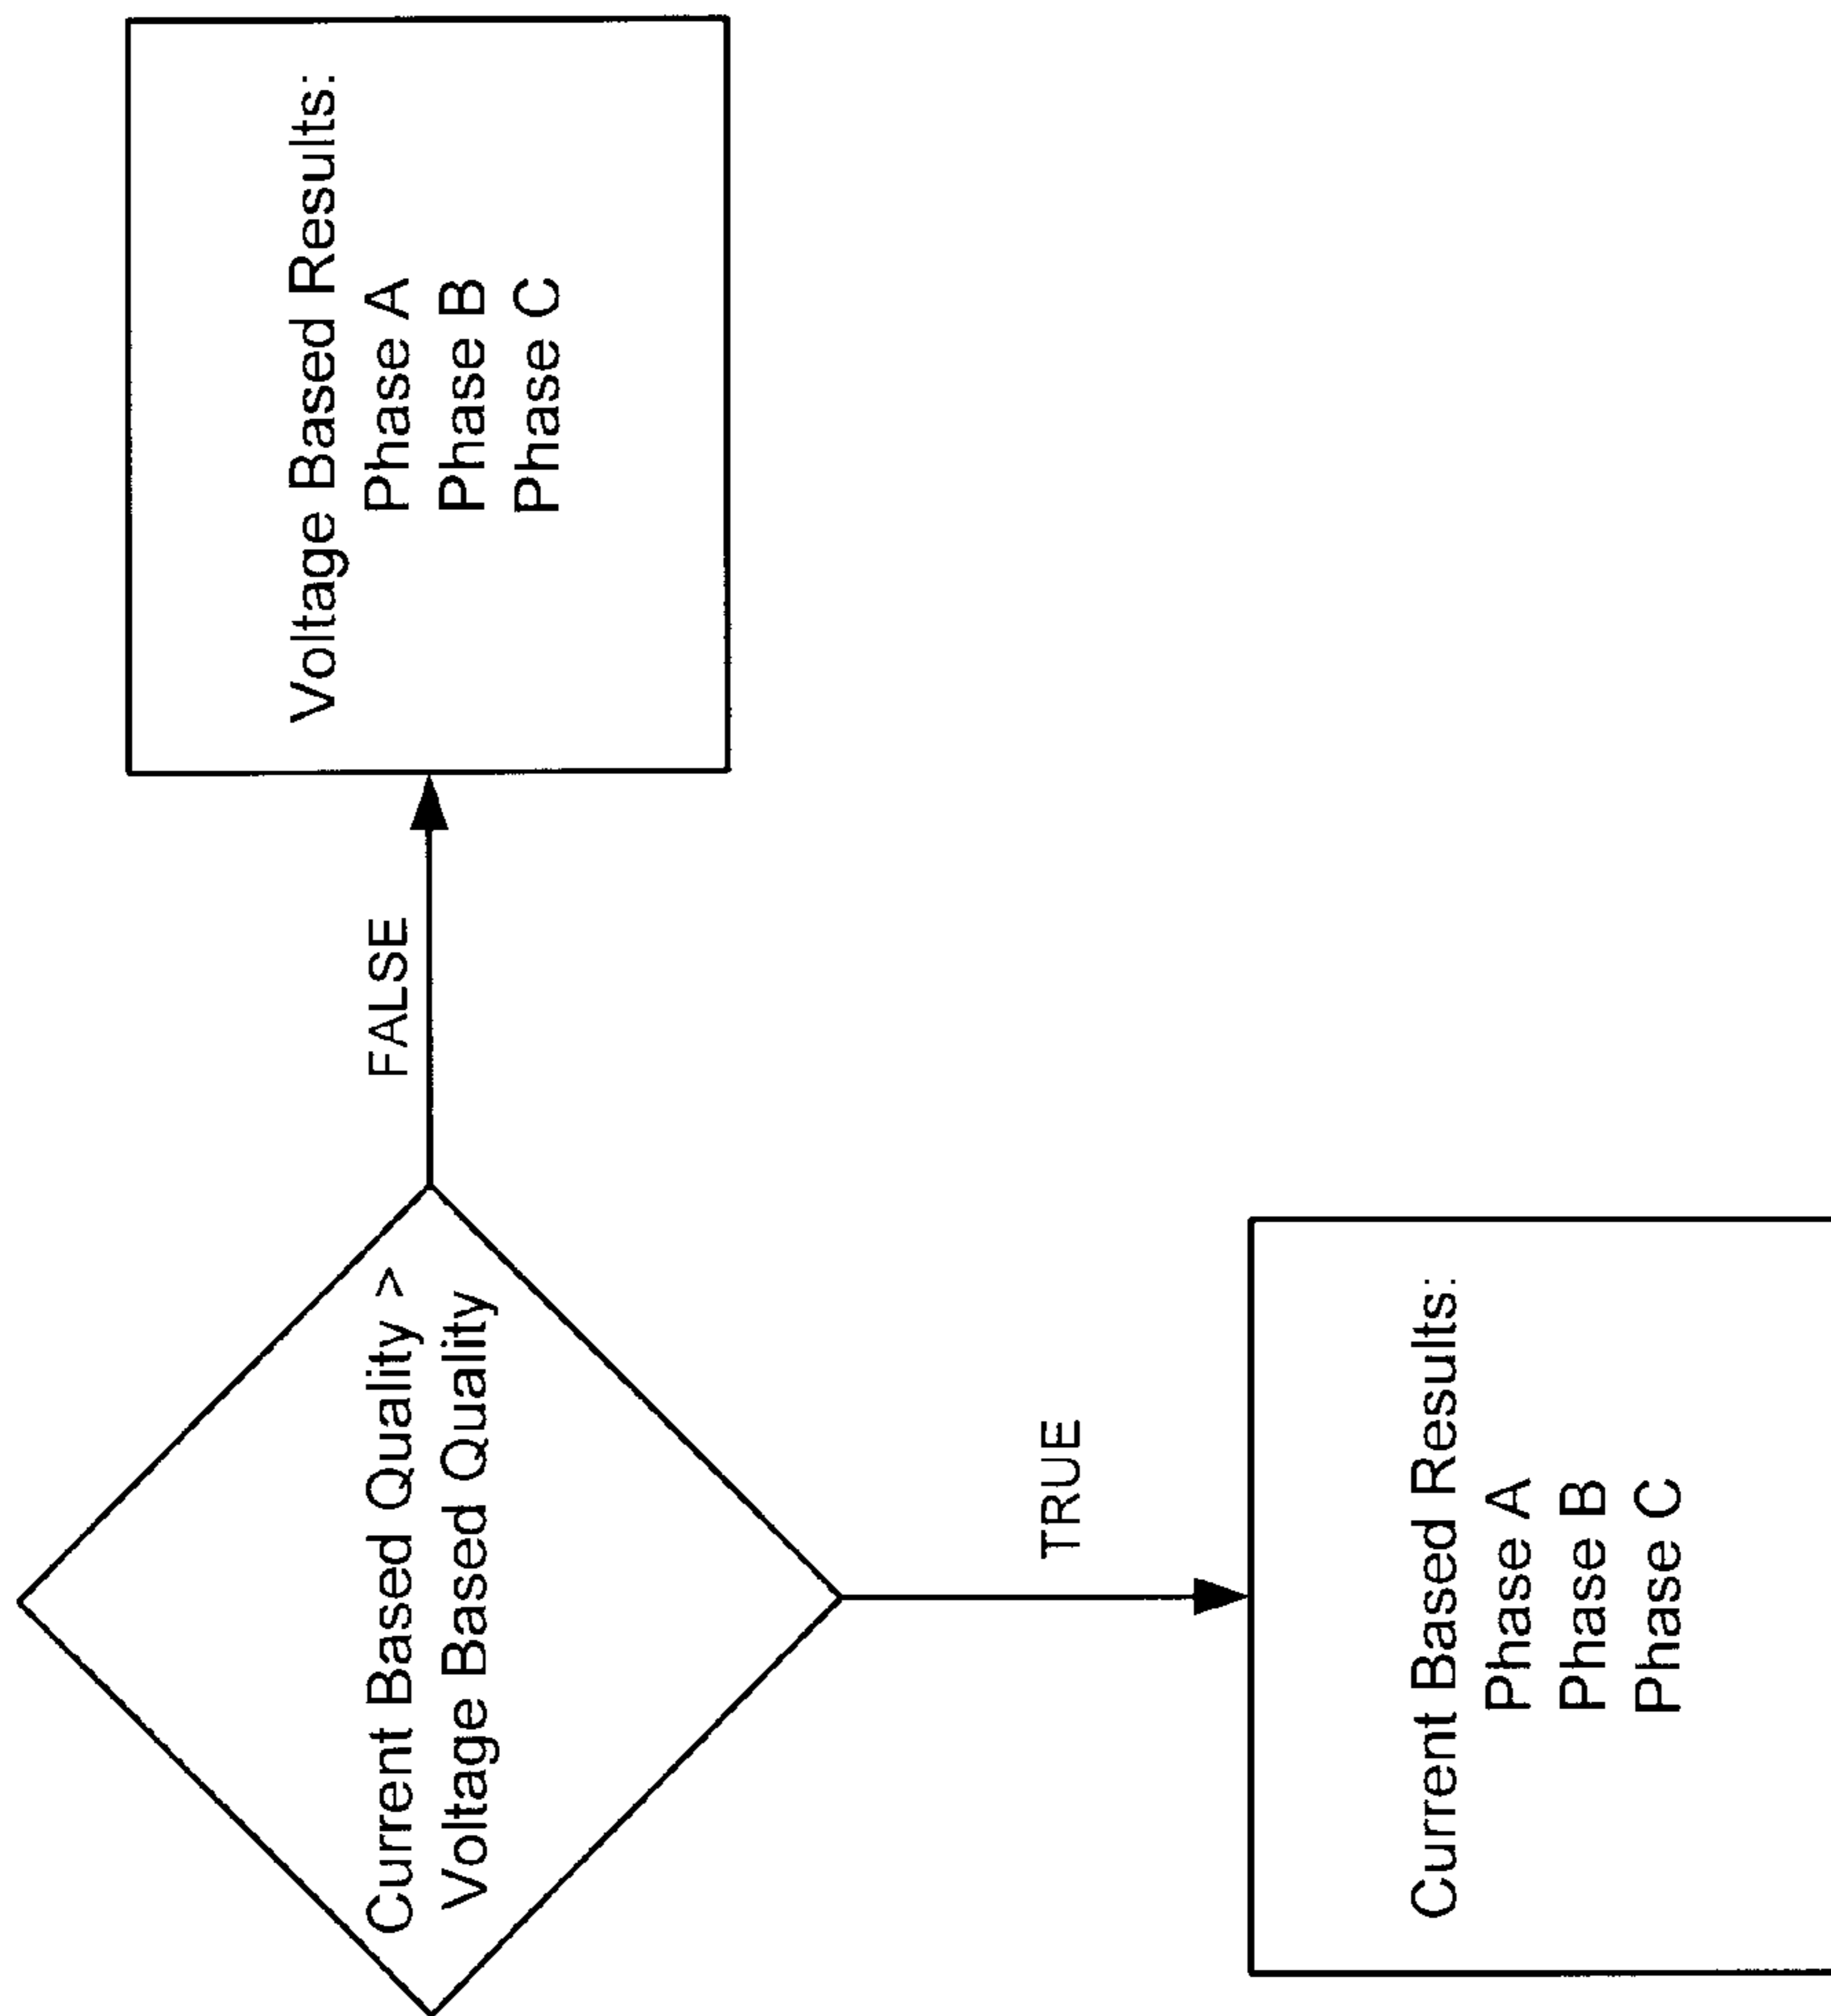 Current Based Quality >
Voltage Based Quality
FALSE
Voltage Based Results:
Phase A
Phase B
Phase C
TRUE
Current Based Results:
Phase A
Phase B
Phase C